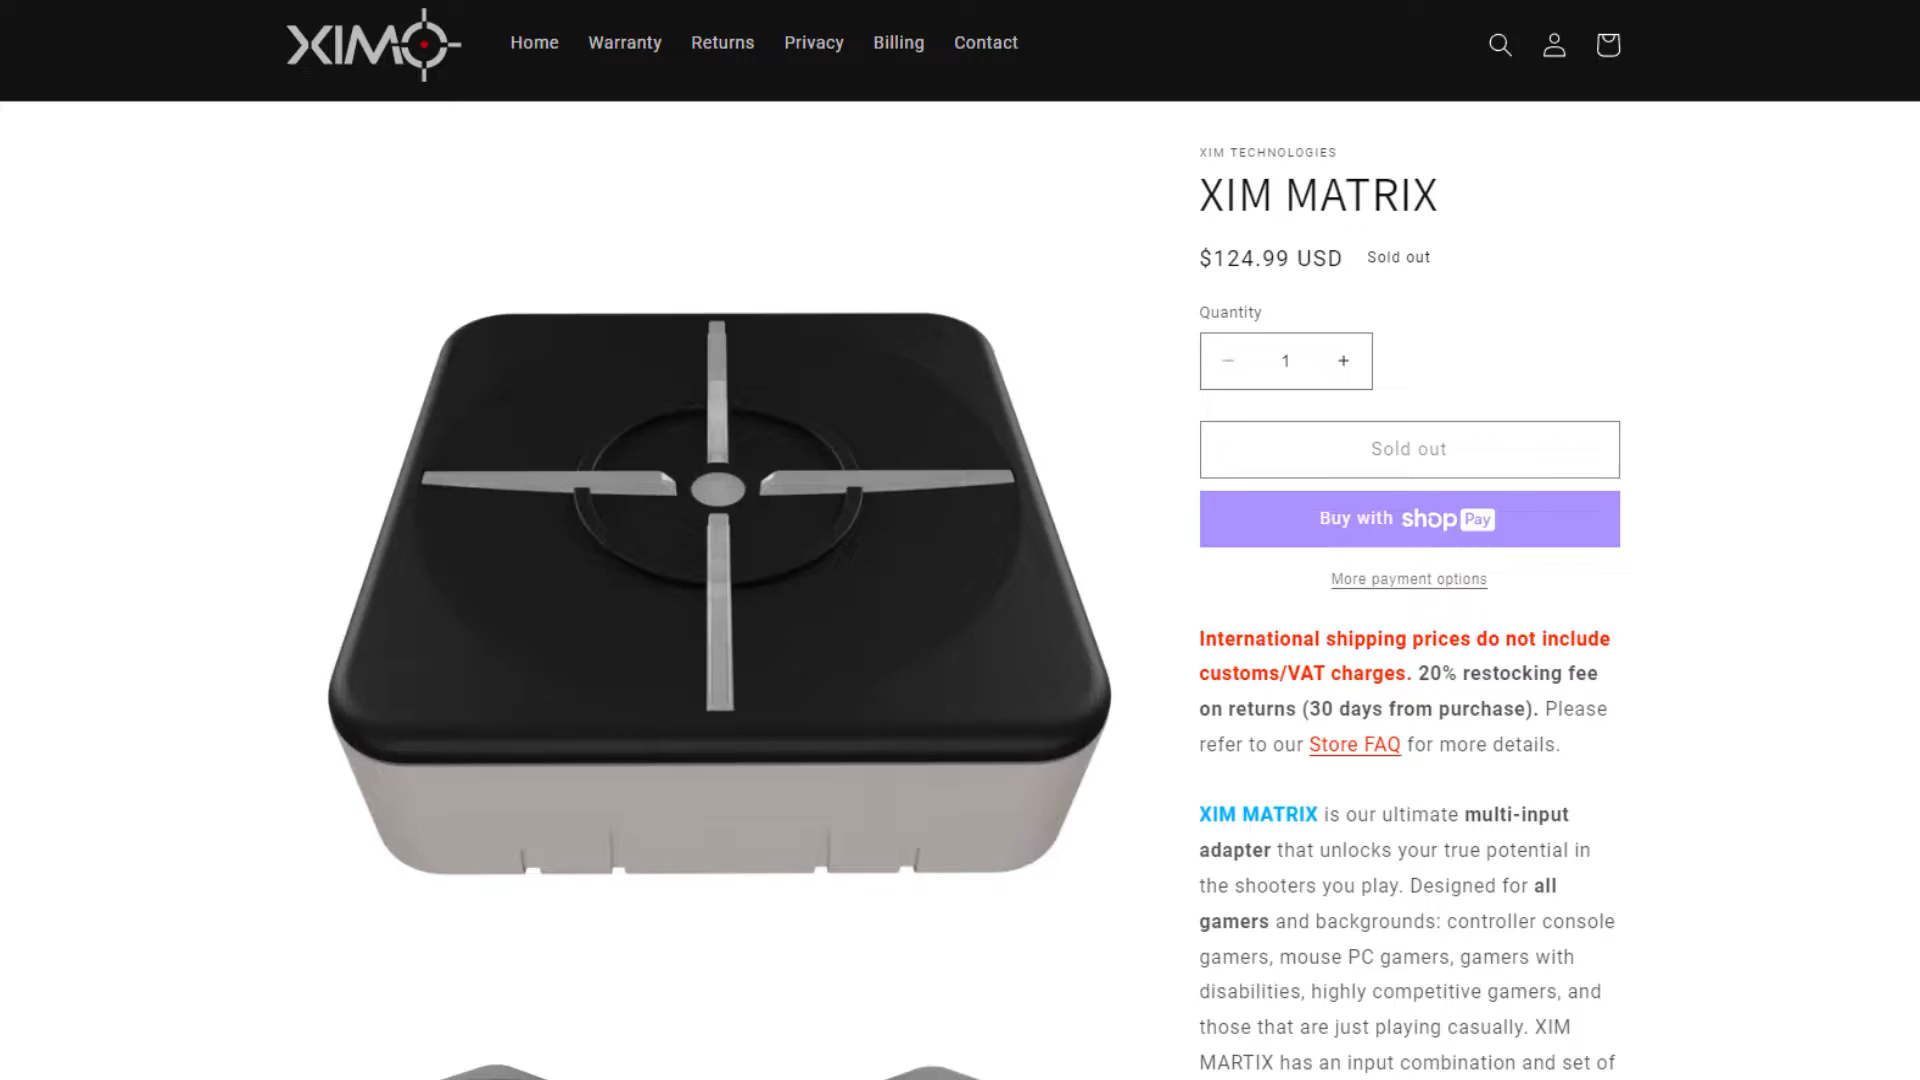 XIM
Home
Warranty
Returns
Privacy
Billing
Contact
XIM TECHNOLOGIES
XIM MATRIX
$124.99 USD
Sold out
Quantity
− 1 +
Sold out
Buy with shop Pay
More payment options
International shipping prices do not include
customs/VAT charges. 20% restocking fee
on returns (30 days from purchase). Please
refer to our Store FAQ for more details.
XIM MATRIX is our ultimate multi-input
adapter that unlocks your true potential in
the shooters you play. Designed for all
gamers and backgrounds: controller console
gamers, mouse PC gamers, gamers with
disabilities, highly competitive gamers, and
those that are just playing casually. XIM
MARTIX has an input combination and set of